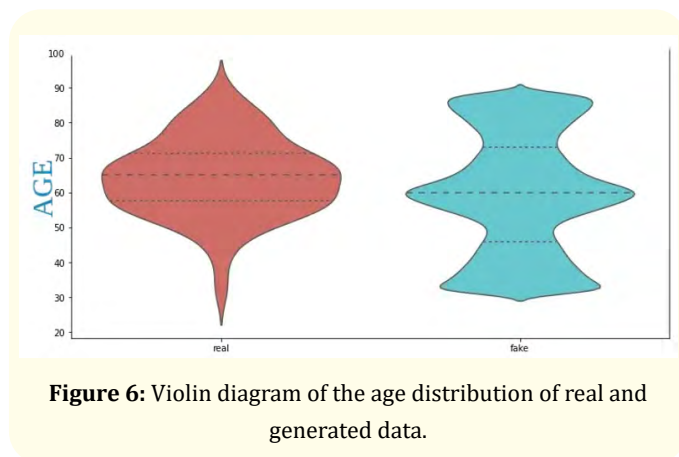 100
90
80
70
60
50
40
30
20
AGE
real fake
Figure 6: Violin diagram of the age distribution of real and
generated data.